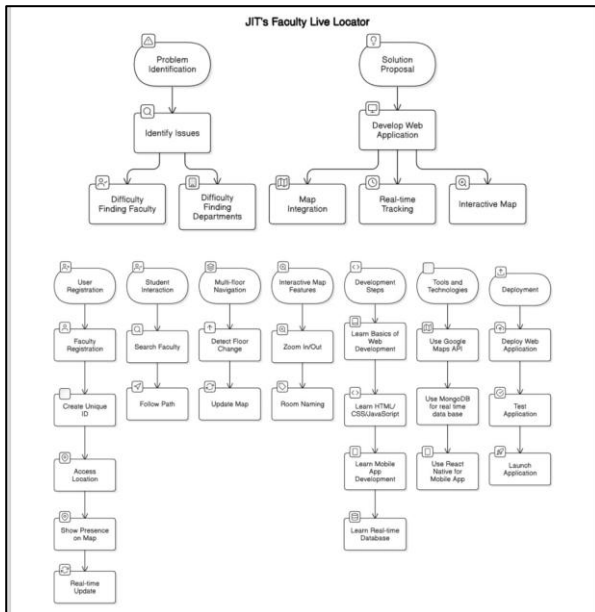 JIT's Faculty Live Locator
Problem
Identification
Solution
Proposal
Identify Issues
Develop Web
Application
Difficulty
Finding Faculty
Difficulty
Finding
Departments
Map
Integration
Real-time
Tracking
Interactive Map
User
Registration
Faculty
Registration
Create Unique
ID
Access
Location
Show Presence
on Map
Real-time
Update
Student
Interaction
Search Faculty
Follow Path
Multi-floor
Navigation
Detect Floor
Change
Update Map
Interactive Map
Features
Zoom In/Out
Room Naming
Development
Steps
Learn Basics of
Web
Development
Learn HTML/
CSS/JavaScript
Learn Mobile
App
Development
Learn Real-time
Database
Tools and
Technologies
Use Google
Maps API
Use MongoDB
for real time
data base
Use React
Native for
Mobile App
Deployment
Deploy Web
Application
Test
Application
Launch
Application